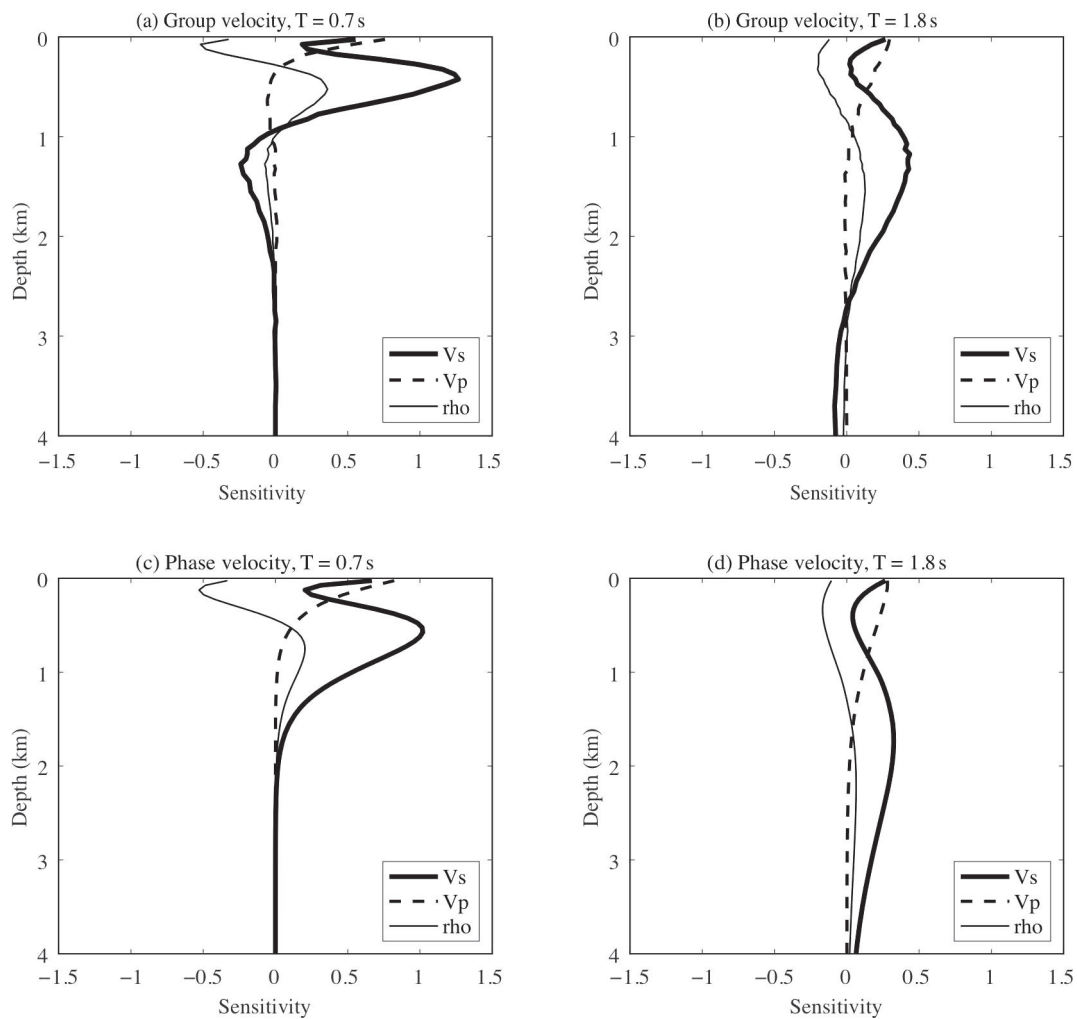 (a) Group velocity, T = 0.7 s
0
1
2
3
4
Depth (km)
Vs
Vp
rho
−1.5 −1 −0.5 0 0.5 1 1.5
Sensitivity
(b) Group velocity, T = 1.8 s
0
1
2
3
4
Depth (km)
Vs
Vp
rho
−1.5 −1 −0.5 0 0.5 1 1.5
Sensitivity
(c) Phase velocity, T = 0.7 s
0
1
2
3
4
Depth (km)
Vs
Vp
rho
−1.5 −1 −0.5 0 0.5 1 1.5
Sensitivity
(d) Phase velocity, T = 1.8 s
0
1
2
3
4
Depth (km)
Vs
Vp
rho
−1.5 −1 −0.5 0 0.5 1 1.5
Sensitivity